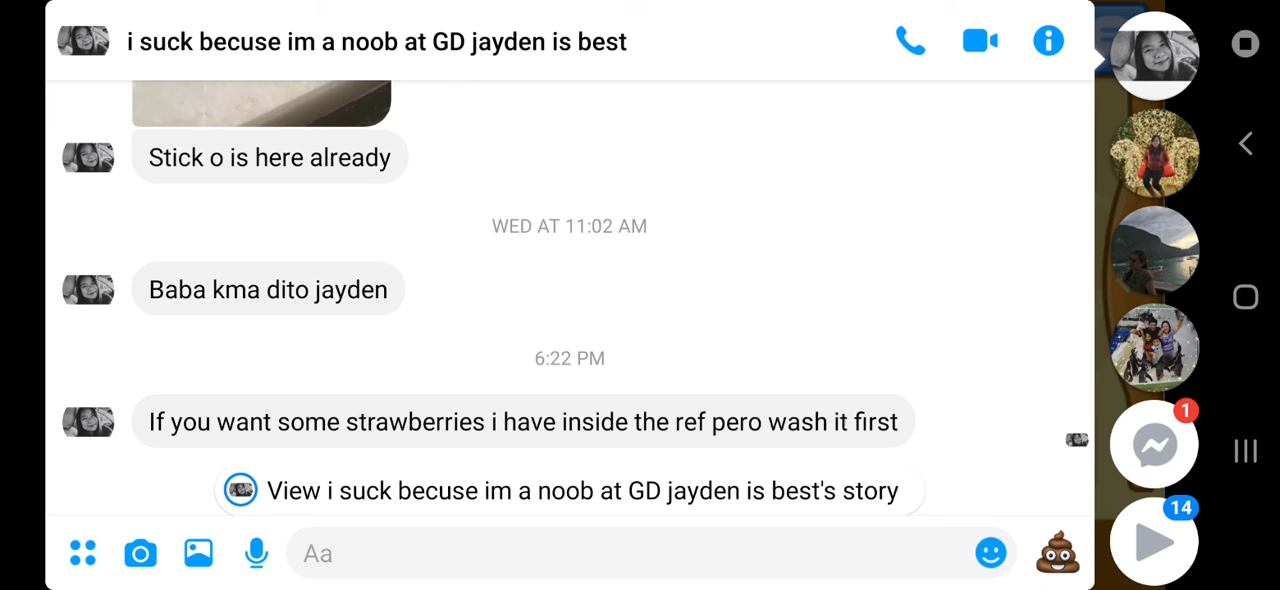 i suck becuse im a noob at GD jayden is best
Stick o is here already
WED AT 11:02 AM
Baba kma dito jayden
6:22 PM
If you want some strawberries i have inside the ref pero wash it first
View i suck becuse im a noob at GD jayden is best's story
Aa
1
14